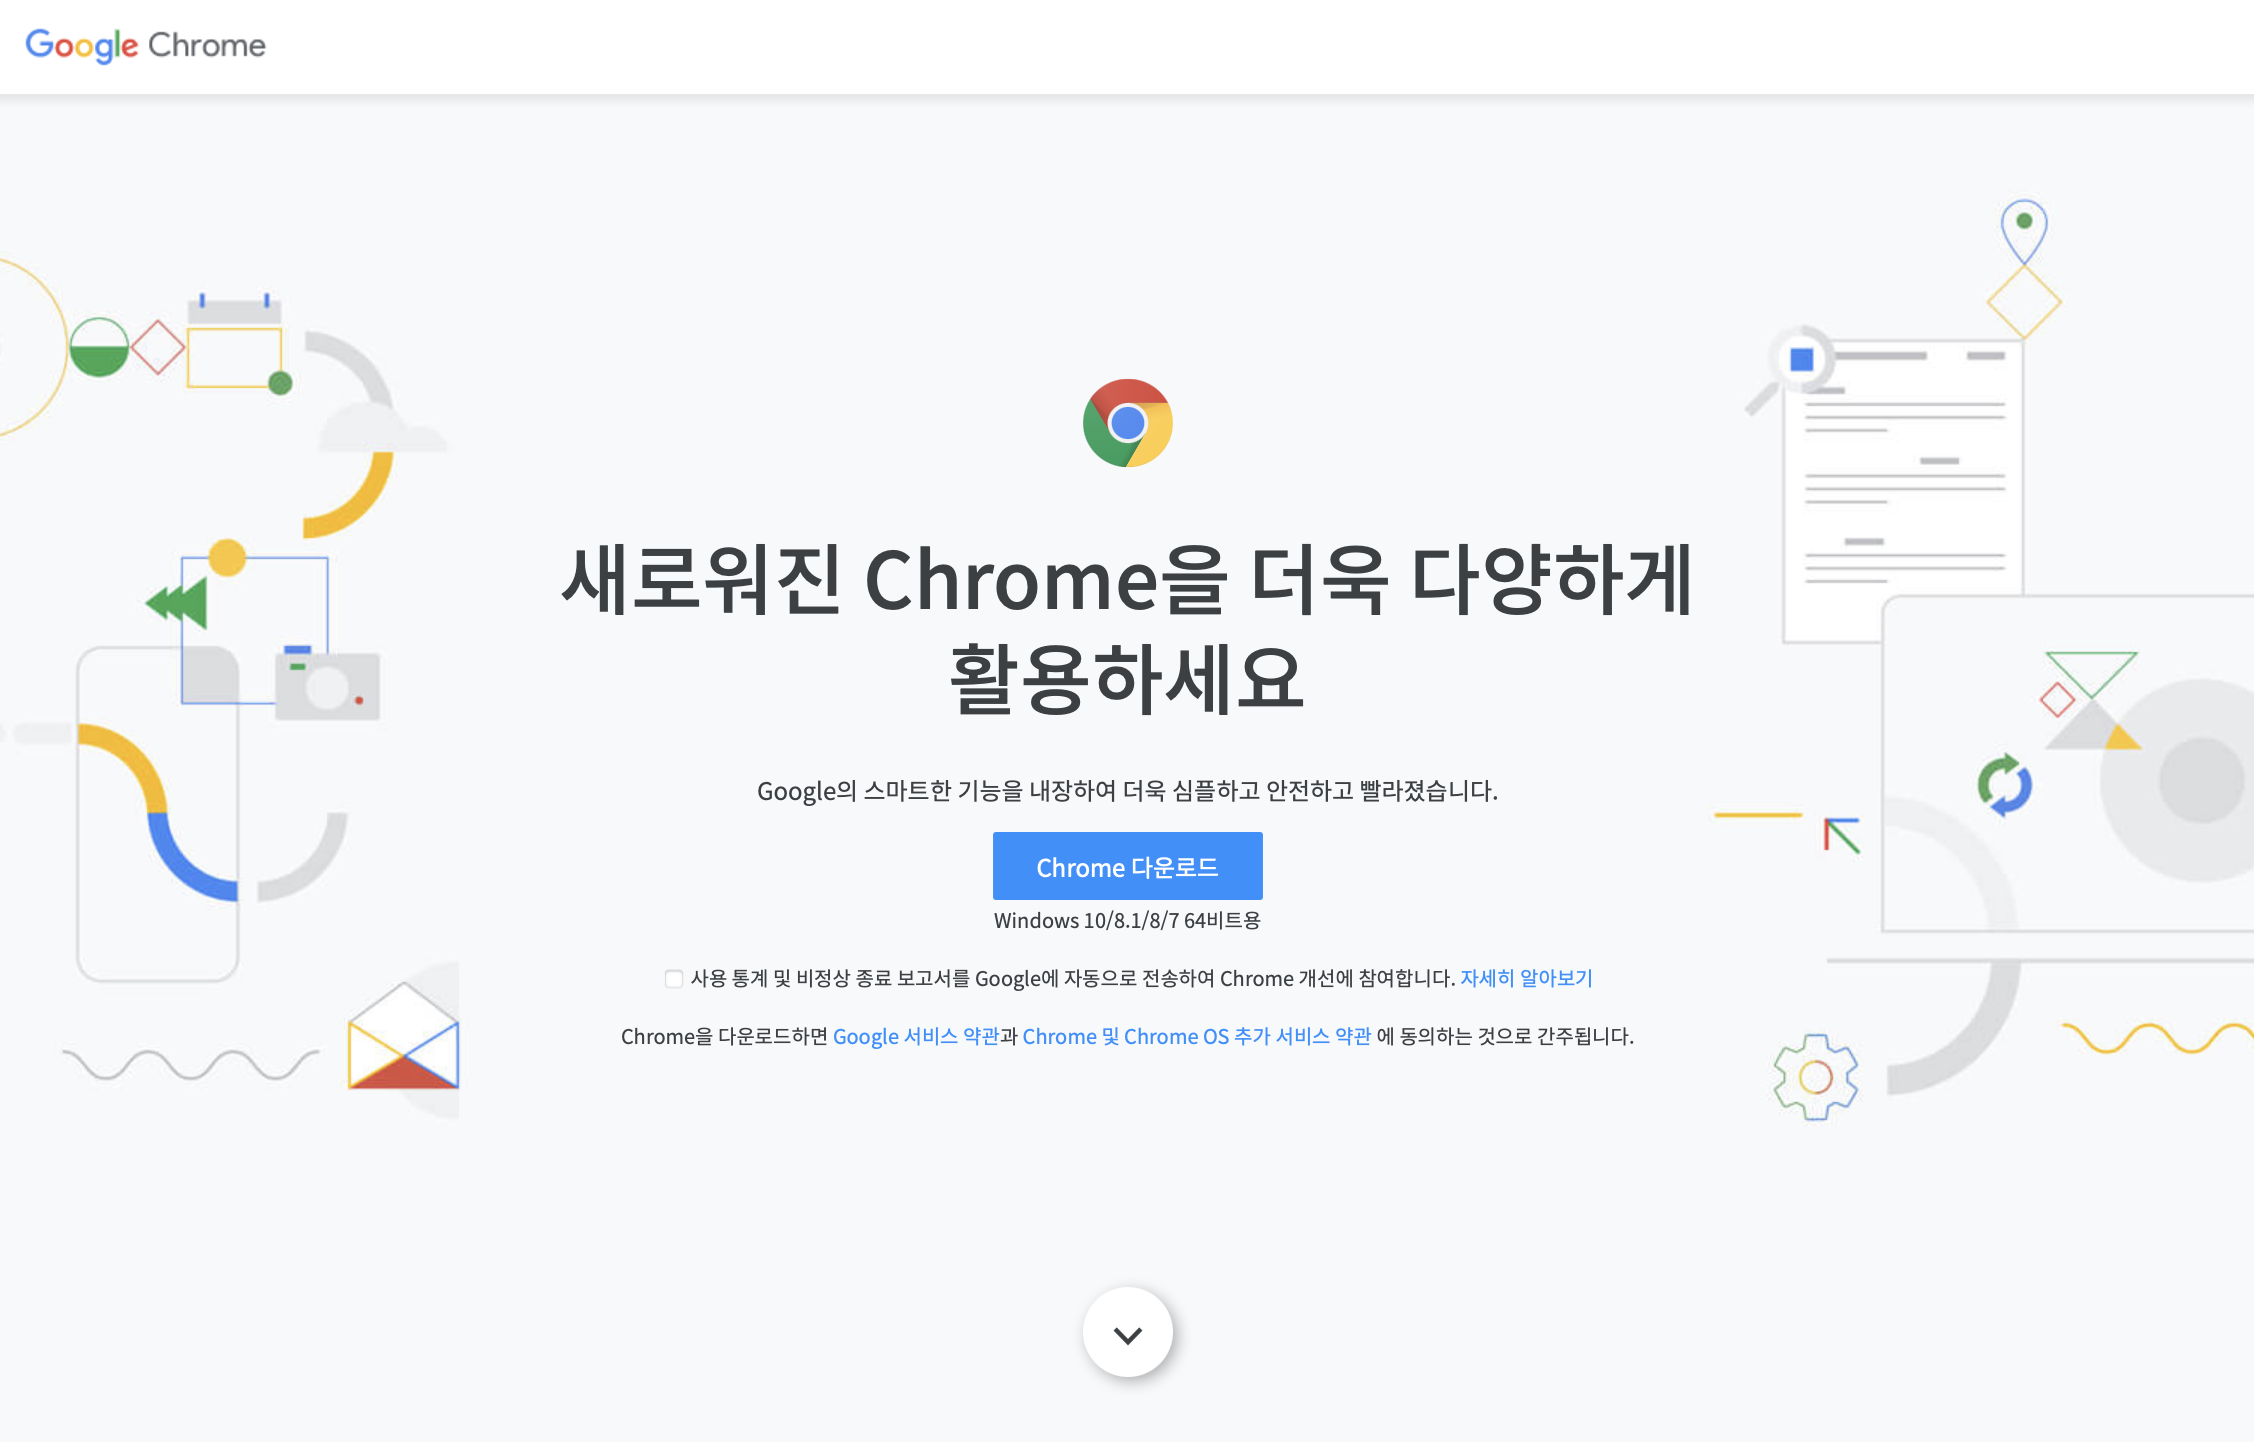 Google Chrome
새로워진 Chrome을 더욱 다양하게
활용하세요
Google의 스마트한 기능을 내장하여 더욱 심플하고 안전하고 빨라졌습니다.
Chrome 다운로드
Windows 10/8.1/8/7 64비트용
사용 통계 및 비정상 종료 보고서를 Google에 자동으로 전송하여 Chrome 개선에 참여합니다. 자세히 알아보기
Chrome을 다운로드하면 Google 서비스 약관과 Chrome 및 Chrome OS 추가 서비스 약관 에 동의하는 것으로 간주됩니다.